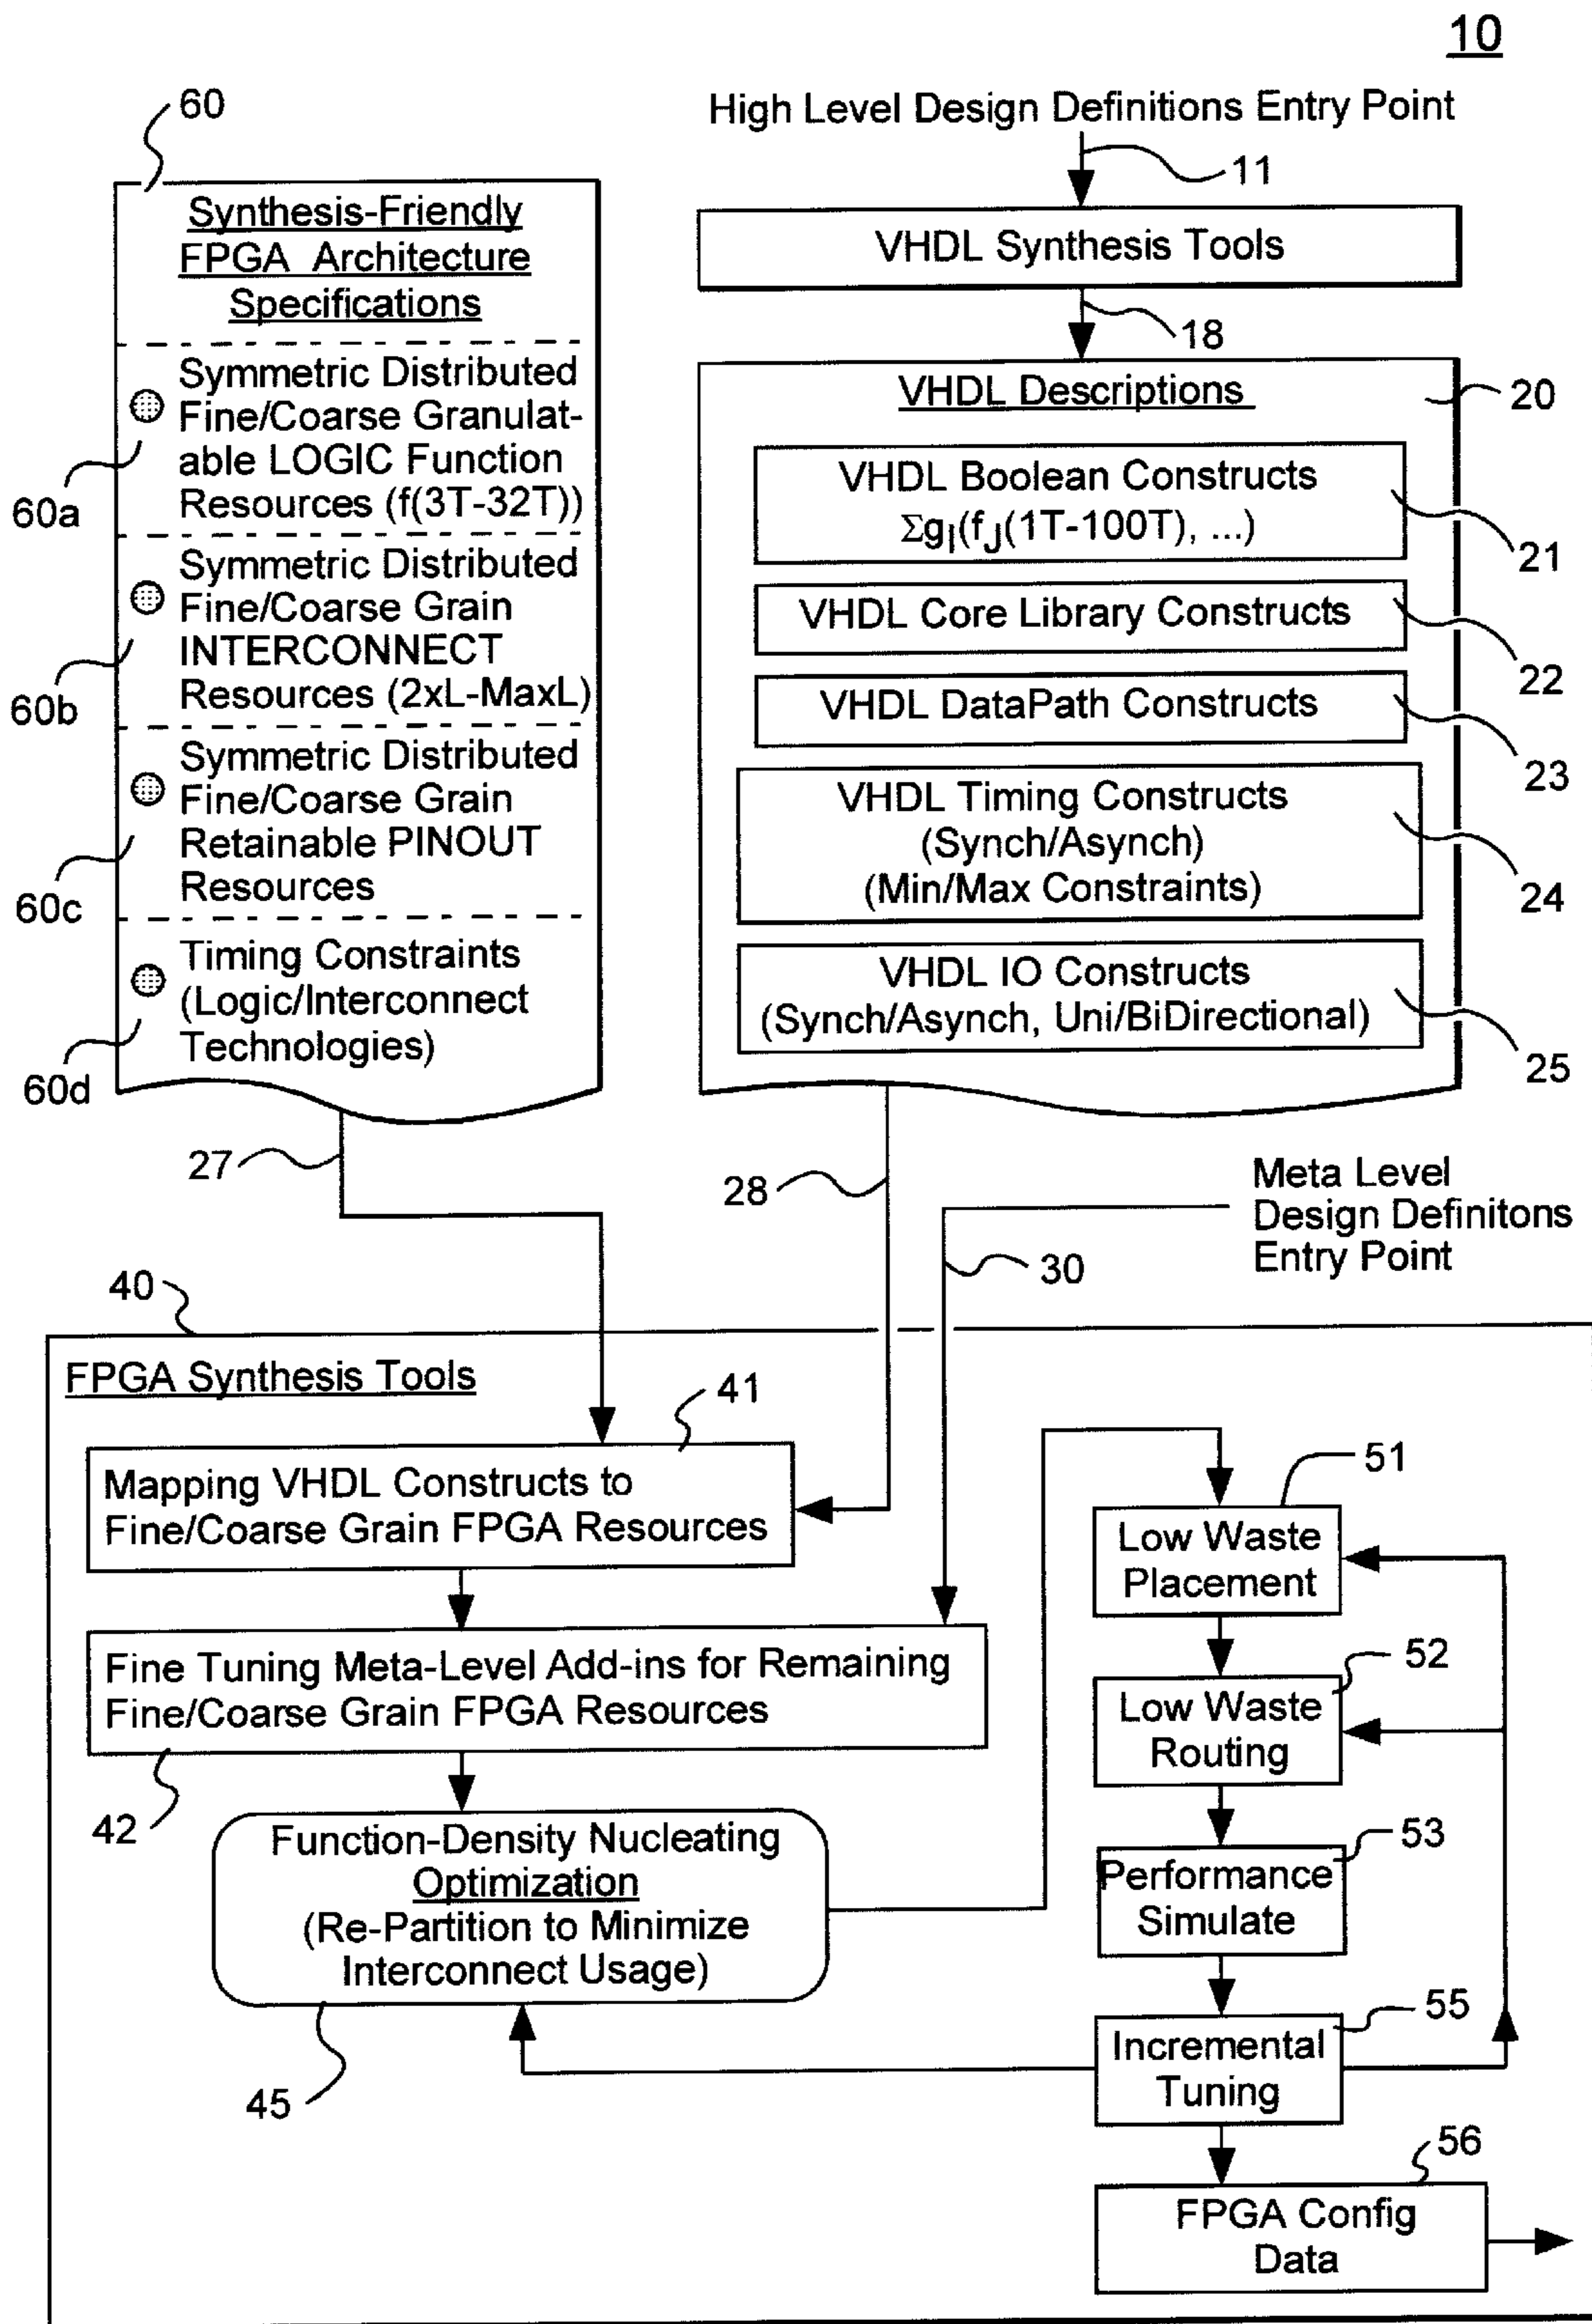 10
High Level Design Definitions Entry Point
11
VHDL Synthesis Tools
18
60
Synthesis-Friendly
FPGA Architecture
Specifications
Symmetric Distributed
Fine/Coarse Granulat-
able LOGIC Function
Resources (f(3T-32T))
60a
Symmetric Distributed
Fine/Coarse Grain
INTERCONNECT
Resources (2xL-MaxL)
60b
Symmetric Distributed
Fine/Coarse Grain
Retainable PINOUT
Resources
60c
Timing Constraints
(Logic/Interconnect
Technologies)
60d
VHDL Descriptions
20
VHDL Boolean Constructs
ΣgI(fJ(1T-100T), ...)
21
VHDL Core Library Constructs
22
VHDL DataPath Constructs
23
VHDL Timing Constructs
(Synch/Asynch)
(Min/Max Constraints)
24
VHDL IO Constructs
(Synch/Asynch, Uni/BiDirectional)
25
27
28
Meta Level
Design Definitons
Entry Point
30
40
FPGA Synthesis Tools
41
Mapping VHDL Constructs to
Fine/Coarse Grain FPGA Resources
Fine Tuning Meta-Level Add-ins for Remaining
Fine/Coarse Grain FPGA Resources
42
Function-Density Nucleating
Optimization
(Re-Partition to Minimize
Interconnect Usage)
45
51
Low Waste
Placement
52
Low Waste
Routing
53
Performance
Simulate
55
Incremental
Tuning
56
FPGA Config
Data